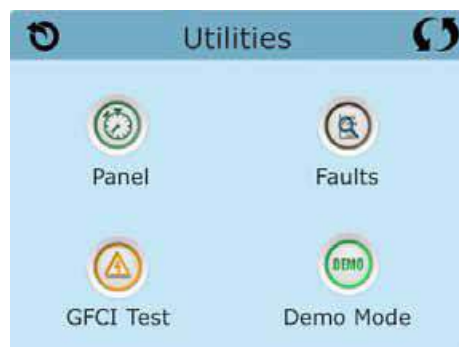 Utilities
Panel
Faults
DEMO
GFCI Test
Demo Mode